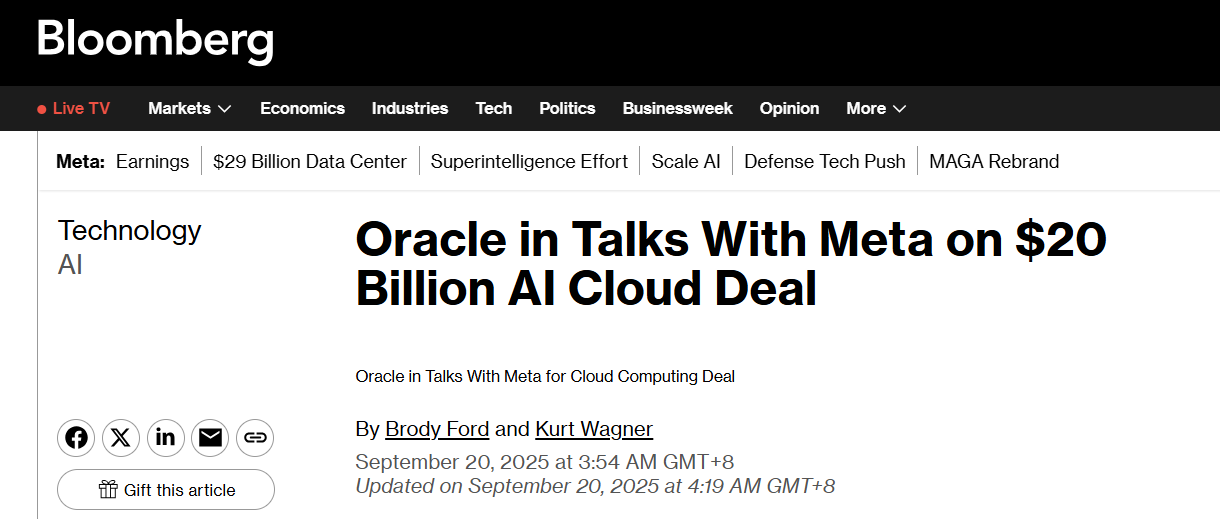 Bloomberg
Live TV Markets Economics Industries Tech Politics Businessweek Opinion More
Meta: Earnings $29 Billion Data Center Superintelligence Effort Scale AI Defense Tech Push MAGA Rebrand
Technology
AI
Oracle in Talks With Meta on $20
Billion AI Cloud Deal
Oracle in Talks With Meta for Cloud Computing Deal
By Brody Ford and Kurt Wagner
September 20, 2025 at 3:54 AM GMT+8
Updated on September 20, 2025 at 4:19 AM GMT+8
Gift this article